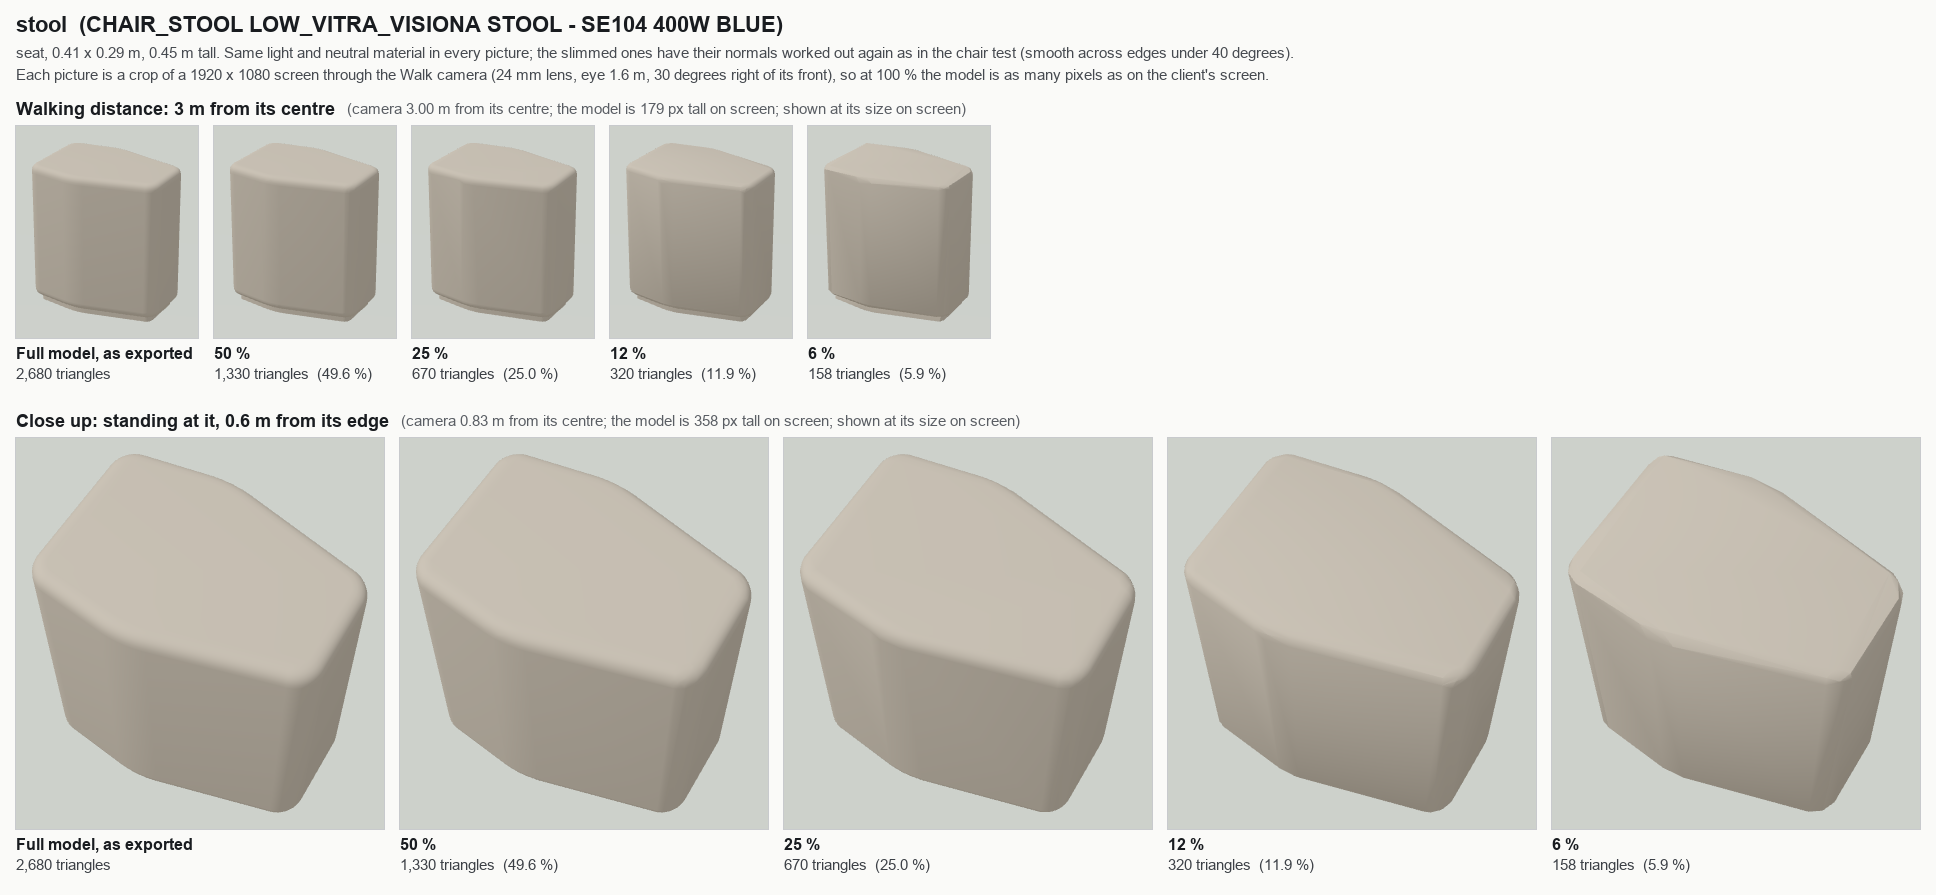 stool (CHAIR_STOOL LOW_VITRA_VISIONA STOOL - SE104 400W BLUE)
seat, 0.41 x 0.29 m, 0.45 m tall. Same light and neutral material in every picture; the slimmed ones have their normals worked out again as in the chair test (smooth across edges under 40 degrees).
Each picture is a crop of a 1920 x 1080 screen through the Walk camera (24 mm lens, eye 1.6 m, 30 degrees right of its front), so at 100 % the model is as many pixels as on the client's screen.
Walking distance: 3 m from its centre (camera 3.00 m from its centre; the model is 179 px tall on screen; shown at its size on screen)
Full model, as exported 50 % 25 % 12 % 6 %
2,680 triangles 1,330 triangles (49.6 %) 670 triangles (25.0 %) 320 triangles (11.9 %) 158 triangles (5.9 %)
Close up: standing at it, 0.6 m from its edge (camera 0.83 m from its centre; the model is 358 px tall on screen; shown at its size on screen)
Full model, as exported 50 % 25 % 12 % 6 %
2,680 triangles 1,330 triangles (49.6 %) 670 triangles (25.0 %) 320 triangles (11.9 %) 158 triangles (5.9 %)